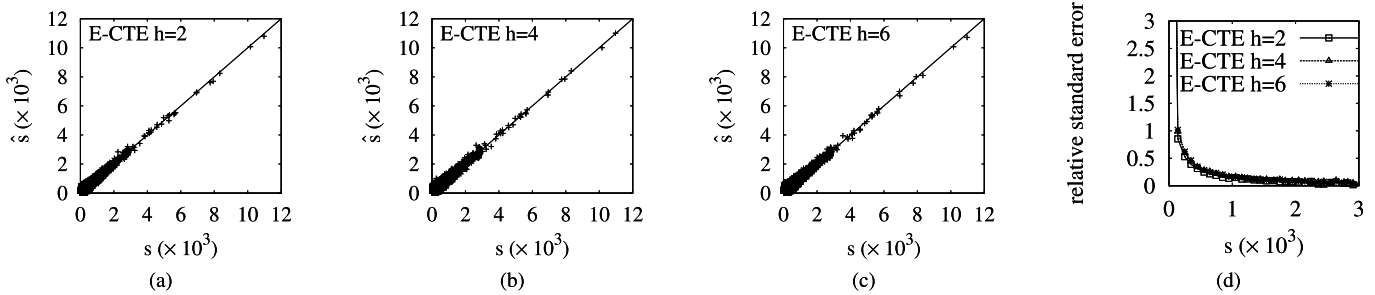 E-CTE h=2
12
10
8
6
4
2
0
ŝ (× 10³)
0 2 4 6 8 10 12
s (× 10³)
(a)
E-CTE h=4
12
10
8
6
4
2
0
ŝ (× 10³)
0 2 4 6 8 10 12
s (× 10³)
(b)
E-CTE h=6
12
10
8
6
4
2
0
ŝ (× 10³)
0 2 4 6 8 10 12
s (× 10³)
(c)
relative standard error
3
2.5
2
1.5
1
0.5
0
E-CTE h=2
E-CTE h=4
E-CTE h=6
0 1 2 3
s (× 10³)
(d)